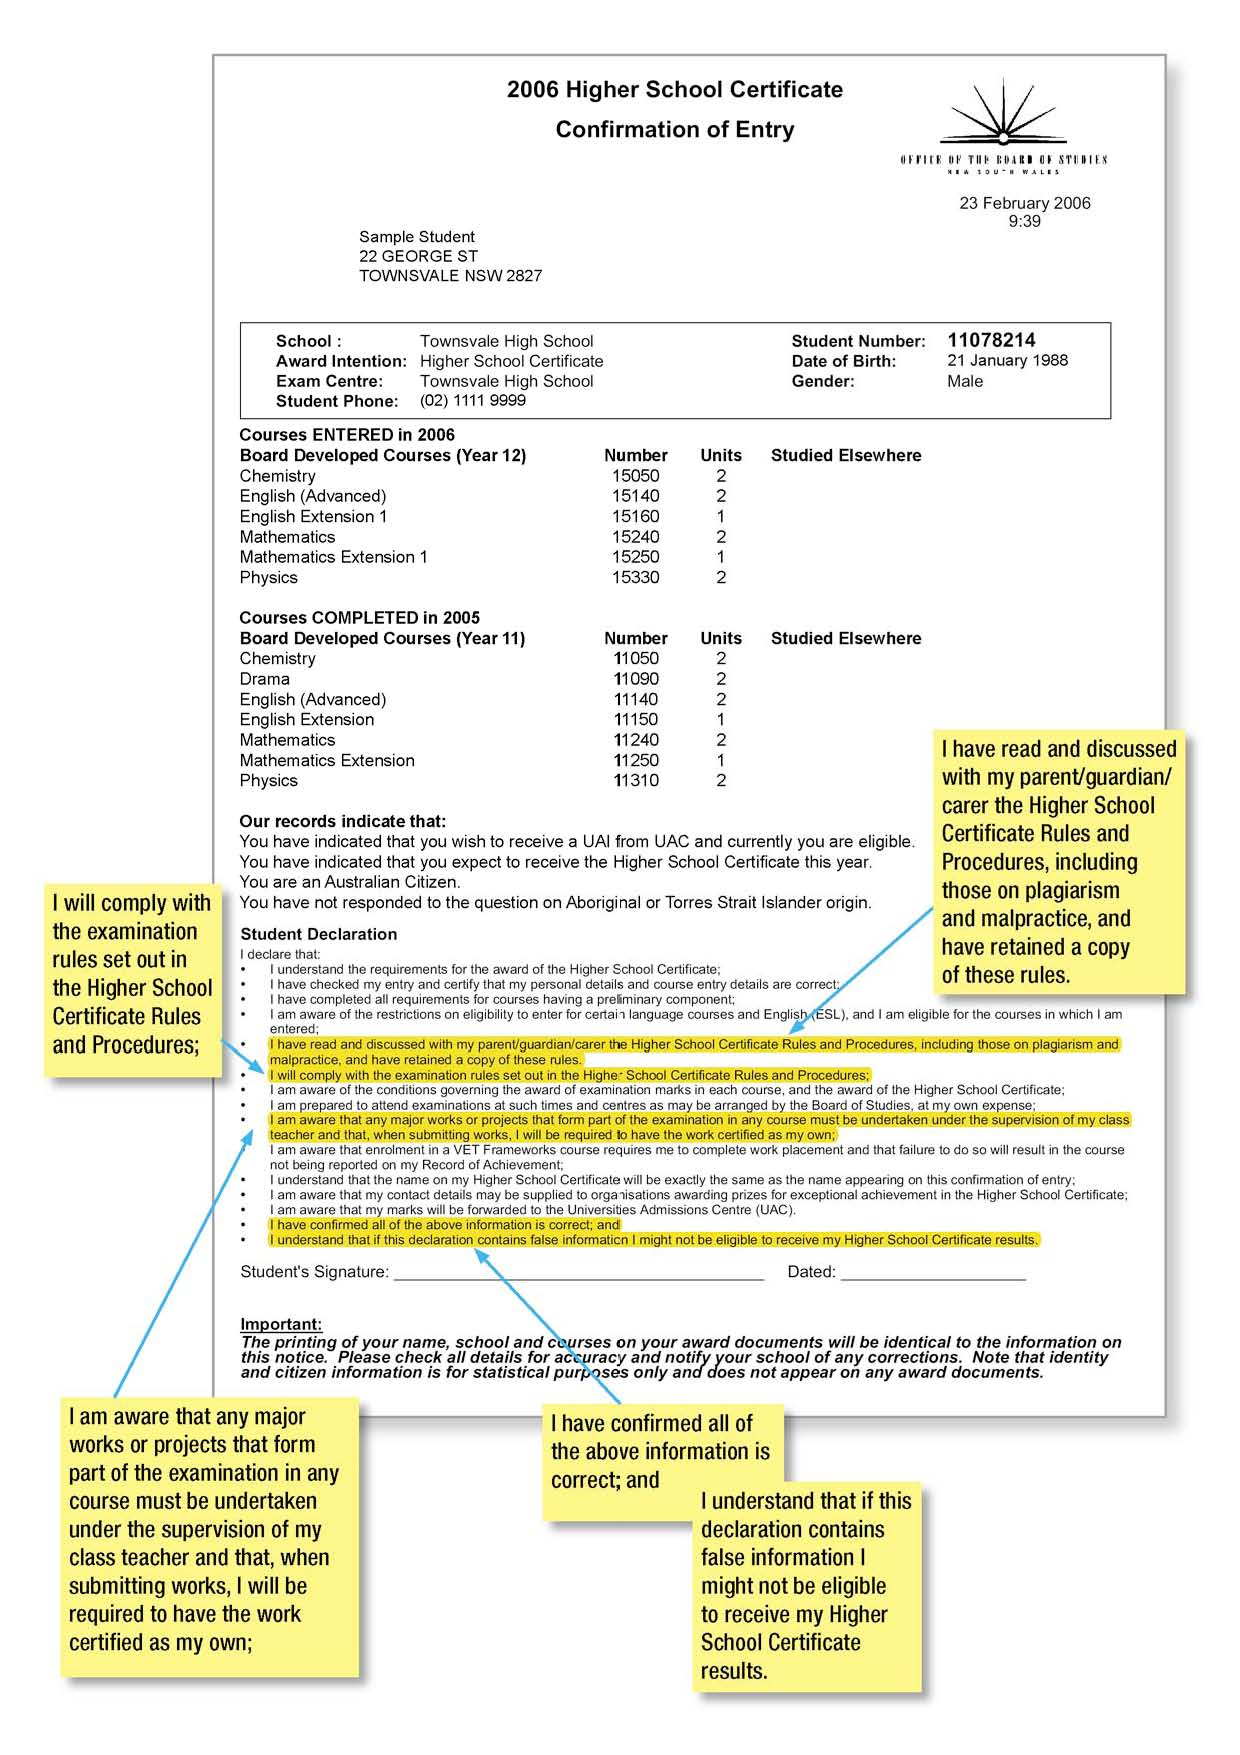 2006 Higher School Certificate
Confirmation of Entry
OFFICE OF THE BOARD OF STUDIES
NEW SOUTH WALES
23 February 2006
9:39
Sample Student
22 GEORGE ST
TOWNSVALE NSW 2827
School : Townsvale High School Student Number: 11078214
Award Intention: Higher School Certificate Date of Birth: 21 January 1988
Exam Centre: Townsvale High School Gender: Male
Student Phone: (02) 1111 9999
Courses ENTERED in 2006
Board Developed Courses (Year 12) Number Units Studied Elsewhere
Chemistry 15050 2
English (Advanced) 15140 2
English Extension 1 15160 1
Mathematics 15240 2
Mathematics Extension 1 15250 1
Physics 15330 2
Courses COMPLETED in 2005
Board Developed Courses (Year 11) Number Units Studied Elsewhere
Chemistry 11050 2
Drama 11090 2
English (Advanced) 11140 2
English Extension 11150 1
Mathematics 11240 2
Mathematics Extension 11250 1
Physics 11310 2
Our records indicate that:
You have indicated that you wish to receive a UAI from UAC and currently you are eligible.
You have indicated that you expect to receive the Higher School Certificate this year.
You are an Australian Citizen.
You have not responded to the question on Aboriginal or Torres Strait Islander origin.
Student Declaration
I declare that:
• I understand the requirements for the award of the Higher School Certificate;
• I have checked my entry and certify that my personal details and course entry details are correct;
• I have completed all requirements for courses having a preliminary component;
• I am aware of the restrictions on eligibility to enter for certain language courses and English (ESL), and I am eligible for the courses in which I am
entered;
• I have read and discussed with my parent/guardian/carer the Higher School Certificate Rules and Procedures, including those on plagiarism and
malpractice, and have retained a copy of these rules.
• I will comply with the examination rules set out in the Higher School Certificate Rules and Procedures;
• I am aware of the conditions governing the award of examination marks in each course, and the award of the Higher School Certificate;
• I am prepared to attend examinations at such times and centres as may be arranged by the Board of Studies, at my own expense;
• I am aware that any major works or projects that form part of the examination in any course must be undertaken under the supervision of my class
teacher and that, when submitting works, I will be required to have the work certified as my own;
• I am aware that enrolment in a VET Frameworks course requires me to complete work placement and that failure to do so will result in the course
not being reported on my Record of Achievement;
• I understand that the name on my Higher School Certificate will be exactly the same as the name appearing on this confirmation of entry;
• I am aware that my contact details may be supplied to organisations awarding prizes for exceptional achievement in the Higher School Certificate;
• I am aware that my marks will be forwarded to the Universities Admissions Centre (UAC).
• I have confirmed all of the above information is correct; and
• I understand that if this declaration contains false information I might not be eligible to receive my Higher School Certificate results.
Student's Signature: Dated:
Important:
The printing of your name, school and courses on your award documents will be identical to the information on
this notice. Please check all details for accuracy and notify your school of any corrections. Note that identity
and citizen information is for statistical purposes only and does not appear on any award documents.
I have read and discussed
with my parent/guardian/
carer the Higher School
Certificate Rules and
Procedures, including
those on plagiarism
and malpractice, and
have retained a copy
of these rules.
I will comply with
the examination
rules set out in
the Higher School
Certificate Rules
and Procedures;
I am aware that any major
works or projects that form
part of the examination in any
course must be undertaken
under the supervision of my
class teacher and that, when
submitting works, I will be
required to have the work
certified as my own;
I have confirmed all of
the above information is
correct; and
I understand that if this
declaration contains
false information I
might not be eligible
to receive my Higher
School Certificate
results.